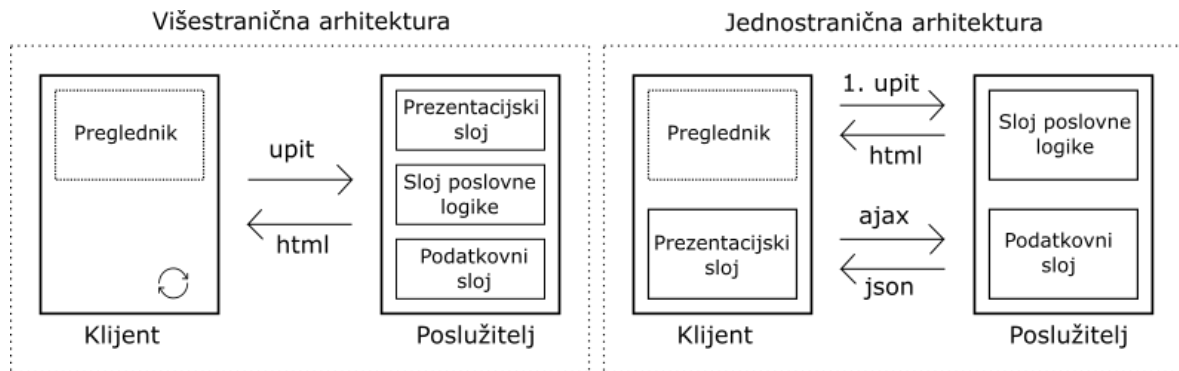 Višestranična arhitektura
Preglednik
Klijent
upit
html
Prezentacijski
sloj
Sloj poslovne
logike
Podatkovni
sloj
Poslužitelj
Jednostranična arhitektura
Preglednik
Prezentacijski
sloj
Klijent
1. upit
html
ajax
json
Sloj poslovne
logike
Podatkovni
sloj
Poslužitelj